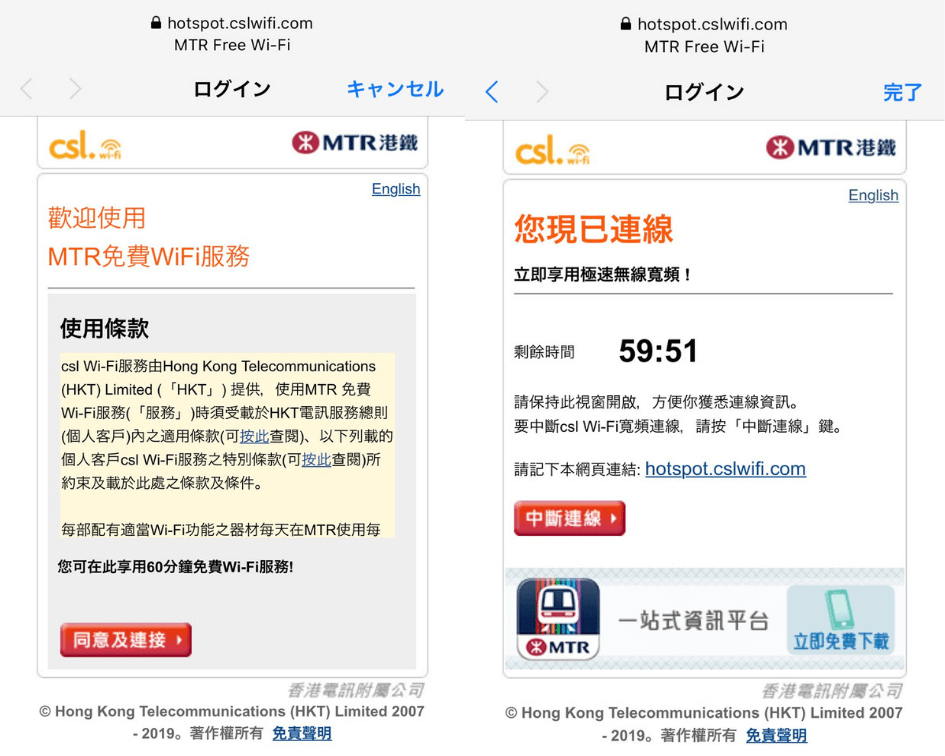 hotspot.cslwifi.com
MTR Free Wi-Fi
ログイン
キャンセル
csl. wi-fi
MTR港鐵
English
歡迎使用
MTR免費WiFi服務
使用條款
csl Wi-Fi服務由Hong Kong Telecommunications
(HKT) Limited (「HKT」) 提供，使用MTR 免費
Wi-Fi服務(「服務」)時須受載於HKT電訊服務總則
(個人客戶)內之適用條款(可按此查閱)、以下列載的
個人客戶csl Wi-Fi服務之特別條款(可按此查閱)所
約束及載於此處之條款及條件。
每部配有適當Wi-Fi功能之器材每天在MTR使用每
您可在此享用60分鐘免費Wi-Fi服務!
同意及連接
香港電訊附屬公司
© Hong Kong Telecommunications (HKT) Limited 2007
- 2019。著作權所有 免責聲明
hotspot.cslwifi.com
MTR Free Wi-Fi
ログイン
完了
csl. wi-fi
MTR港鐵
English
您現已連線
立即享用極速無線寬頻！
剩餘時間 59:51
請保持此視窗開啟，方便你獲悉連線資訊。
要中斷csl Wi-Fi寬頻連線，請按「中斷連線」鍵。
請記下本網頁連結: hotspot.cslwifi.com
中斷連線
MTR
一站式資訊平台
立即免費下載
香港電訊附屬公司
© Hong Kong Telecommunications (HKT) Limited 2007
- 2019。著作權所有 免責聲明